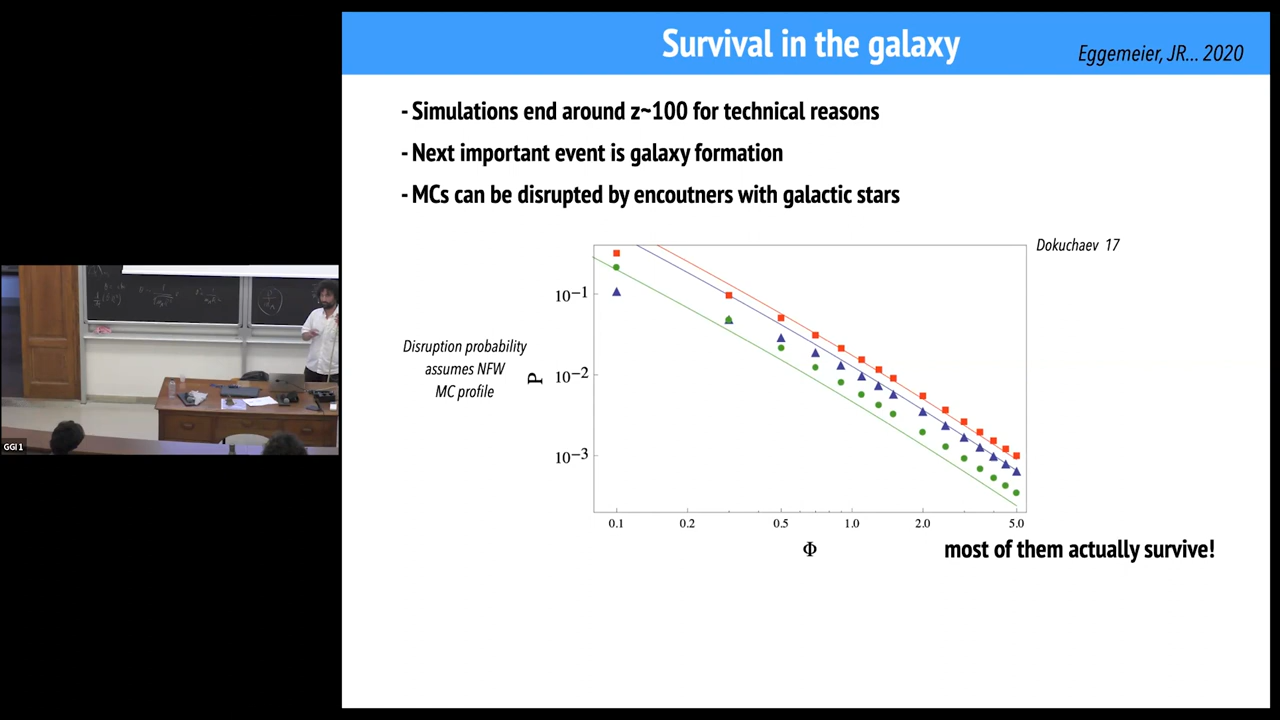 Survival in the galaxy
Eggemeier, JR... 2020
- Simulations end around z~100 for technical reasons
- Next important event is galaxy formation
- MCs can be disrupted by encoutners with galactic stars
Dokuchaev 17
Disruption probability
assumes NFW
MC profile
P
10−1
10−2
10−3
0.1 0.2 0.5 1.0 2.0 5.0
Φ
most of them actually survive!
GGI 1